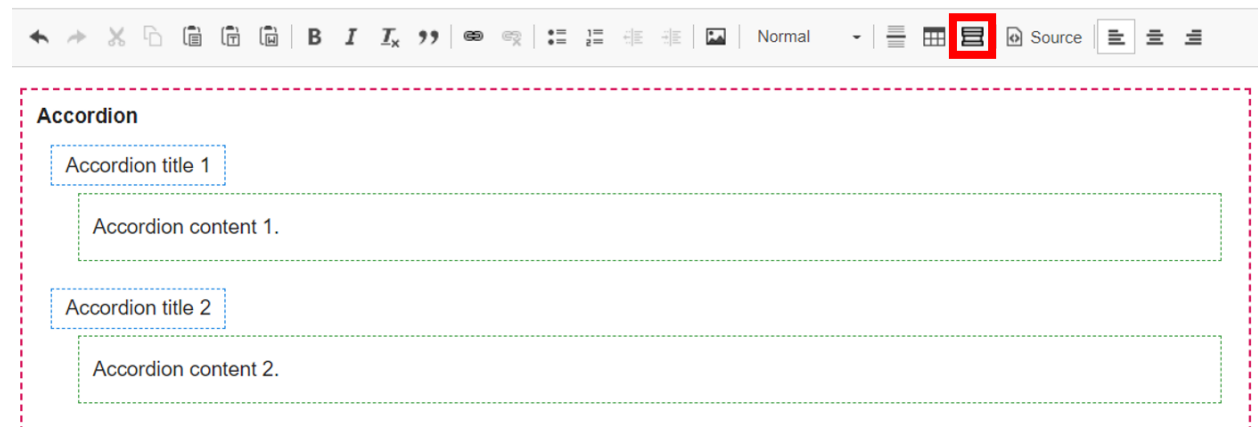 Normal Source
Accordion
Accordion title 1
Accordion content 1.
Accordion title 2
Accordion content 2.